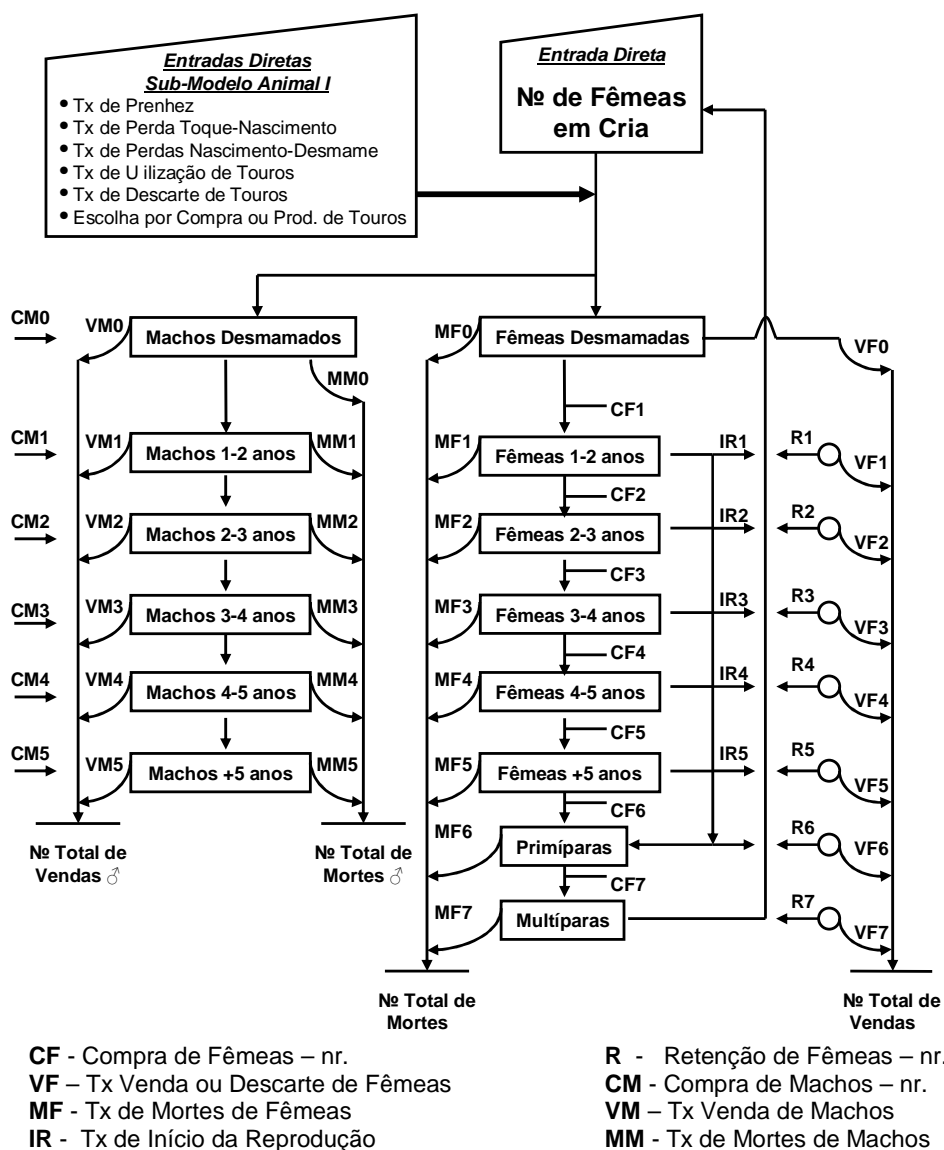 Entradas Diretas
Sub-Modelo Animal I
• Tx de Prenhez
• Tx de Perda Toque-Nascimento
• Tx de Perdas Nascimento-Desmame
• Tx de U ilização de Touros
• Tx de Descarte de Touros
• Escolha por Compra ou Prod. de Touros
Entrada Direta
Nº de Fêmeas
em Cria
CM0
VM0
Machos Desmamados
MM0
MF0
Fêmeas Desmamadas
VF0
CF1
CM1
VM1
Machos 1-2 anos
MM1
MF1
Fêmeas 1-2 anos
IR1
R1
VF1
CF2
CM2
VM2
Machos 2-3 anos
MM2
MF2
Fêmeas 2-3 anos
IR2
R2
VF2
CF3
CM3
VM3
Machos 3-4 anos
MM3
MF3
Fêmeas 3-4 anos
IR3
R3
VF3
CF4
CM4
VM4
Machos 4-5 anos
MM4
MF4
Fêmeas 4-5 anos
IR4
R4
VF4
CF5
CM5
VM5
Machos +5 anos
MM5
MF5
Fêmeas +5 anos
IR5
R5
VF5
CF6
MF6
Primíparas
R6
VF6
CF7
MF7
Multíparas
R7
VF7
Nº Total de
Vendas ♂
Nº Total de
Mortes ♂
Nº Total de
Mortes
Nº Total de
Vendas
CF - Compra de Fêmeas – nr.
VF – Tx Venda ou Descarte de Fêmeas
MF - Tx de Mortes de Fêmeas
IR - Tx de Início da Reprodução
R - Retenção de Fêmeas – nr.
CM - Compra de Machos – nr.
VM – Tx Venda de Machos
MM - Tx de Mortes de Machos